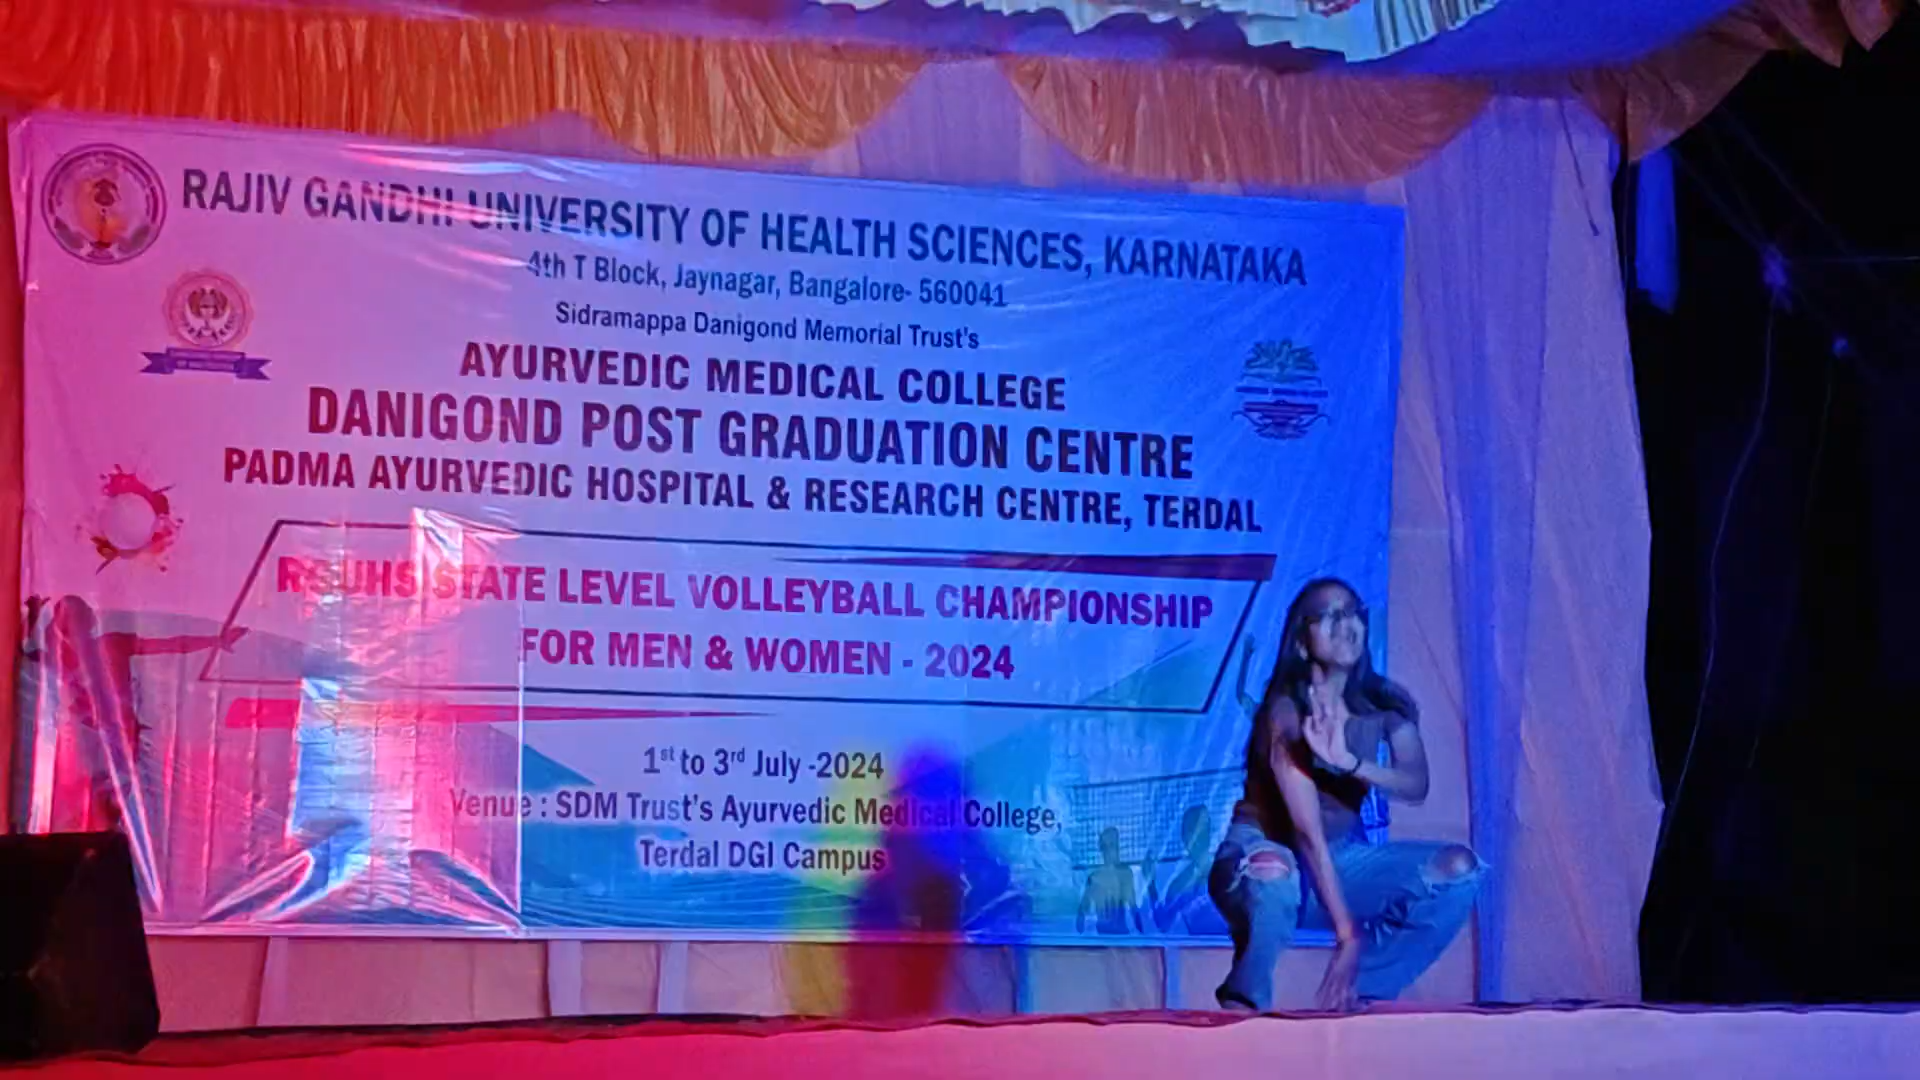 RAJIV GANDHI UNIVERSITY OF HEALTH SCIENCES, KARNATAKA
4th T Block, Jaynagar, Bangalore- 560041
Sidramappa Danigond Memorial Trust's
AYURVEDIC MEDICAL COLLEGE
DANIGOND POST GRADUATION CENTRE
PADMA AYURVEDIC HOSPITAL & RESEARCH CENTRE, TERDAL
RGUHS STATE LEVEL VOLLEYBALL CHAMPIONSHIP
FOR MEN & WOMEN - 2024
1st to 3rd July -2024
Venue : SDM Trust's Ayurvedic Medical College,
Terdal DGI Campus